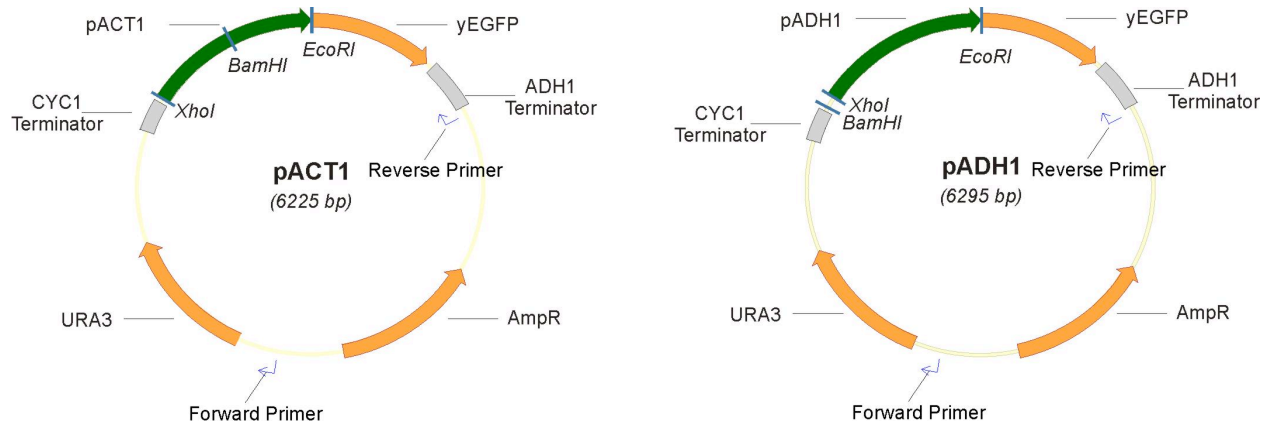 pACT1
yEGFP
EcoRI
BamHI
XhoI
CYC1
Terminator
ADH1
Terminator
Reverse Primer
pACT1
(6225 bp)
URA3
AmpR
Forward Primer
pADH1
yEGFP
EcoRI
XhoI
BamHI
CYC1
Terminator
ADH1
Terminator
Reverse Primer
pADH1
(6295 bp)
URA3
AmpR
Forward Primer